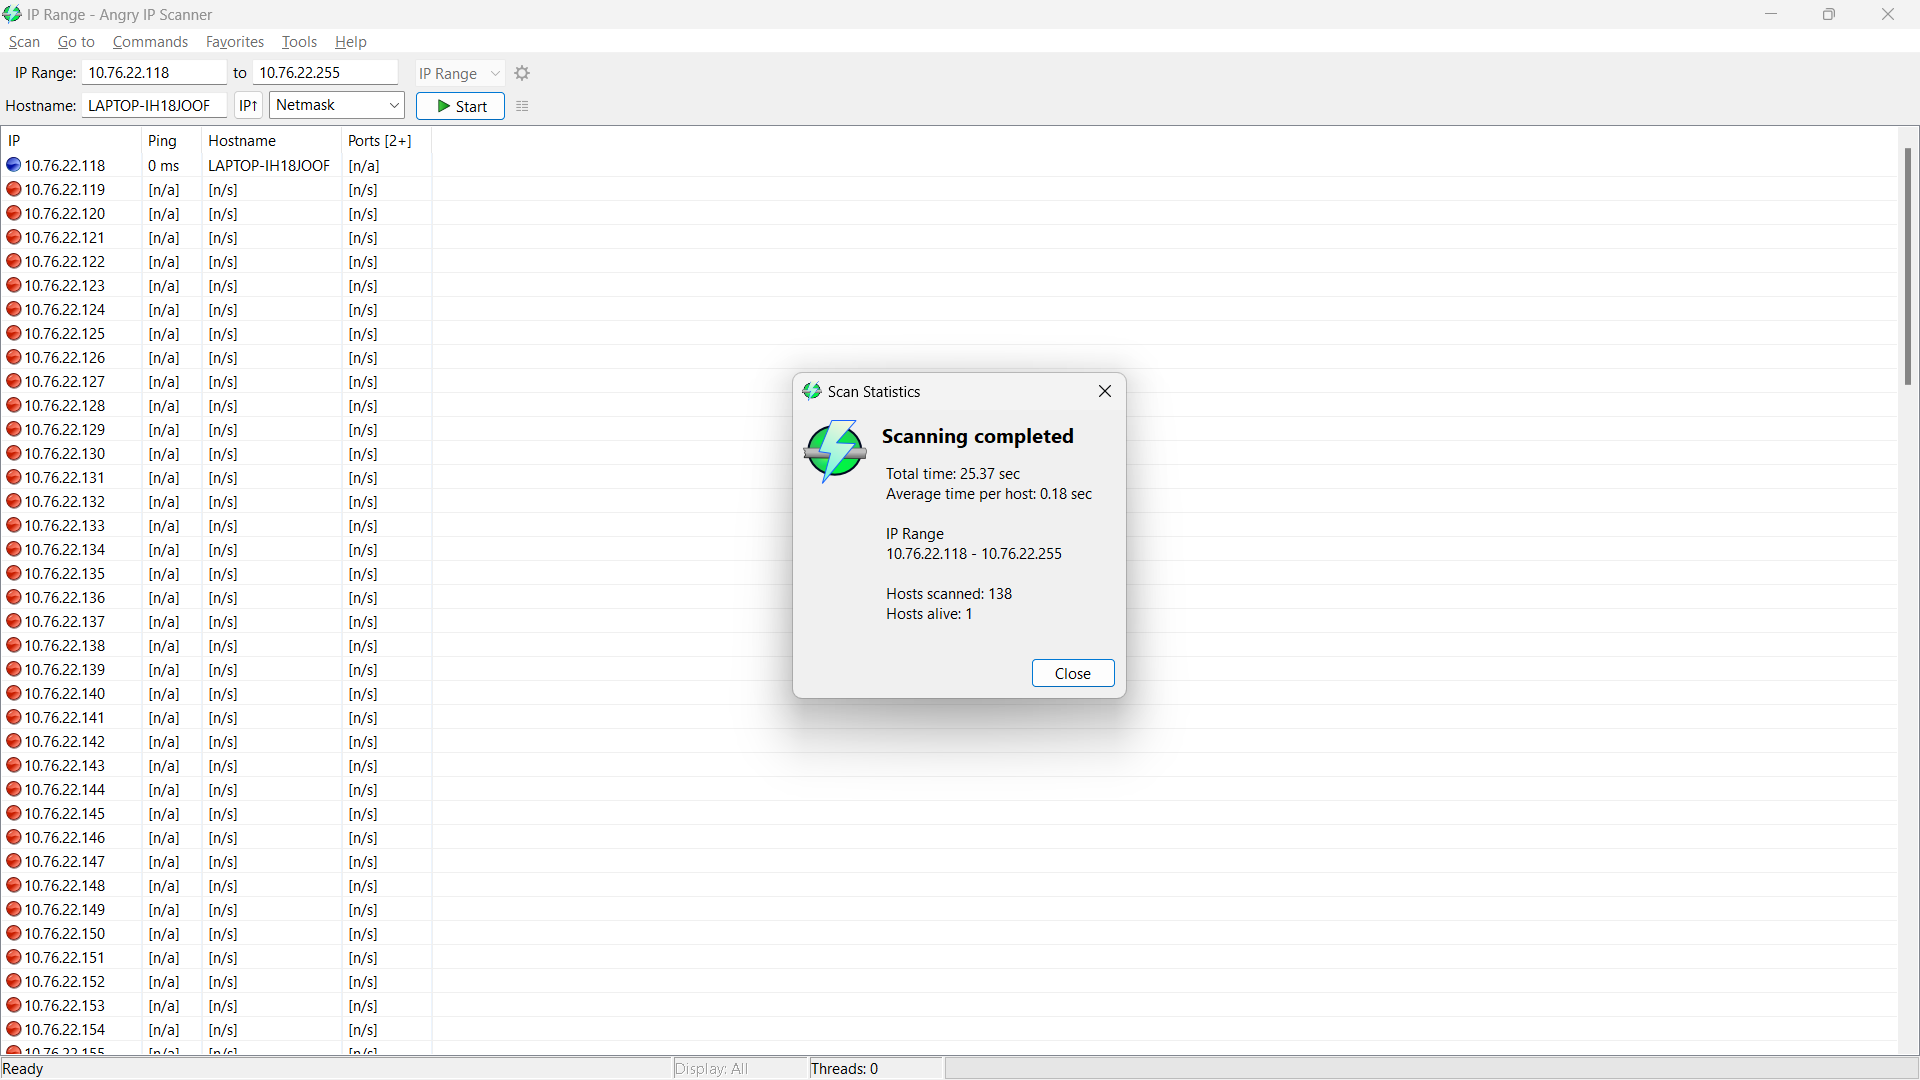 IP Range - Angry IP Scanner
Scan Go to Commands Favorites Tools Help
IP Range: 10.76.22.118 to 10.76.22.255 IP Range
Hostname: LAPTOP-IH18JOOF IP↑ Netmask Start
IP Ping Hostname Ports [2+]
10.76.22.118 0 ms LAPTOP-IH18JOOF [n/a]
10.76.22.119 [n/a] [n/s] [n/s]
10.76.22.120 [n/a] [n/s] [n/s]
10.76.22.121 [n/a] [n/s] [n/s]
10.76.22.122 [n/a] [n/s] [n/s]
10.76.22.123 [n/a] [n/s] [n/s]
10.76.22.124 [n/a] [n/s] [n/s]
10.76.22.125 [n/a] [n/s] [n/s]
10.76.22.126 [n/a] [n/s] [n/s]
10.76.22.127 [n/a] [n/s] [n/s]
10.76.22.128 [n/a] [n/s] [n/s]
10.76.22.129 [n/a] [n/s] [n/s]
10.76.22.130 [n/a] [n/s] [n/s]
10.76.22.131 [n/a] [n/s] [n/s]
10.76.22.132 [n/a] [n/s] [n/s]
10.76.22.133 [n/a] [n/s] [n/s]
10.76.22.134 [n/a] [n/s] [n/s]
10.76.22.135 [n/a] [n/s] [n/s]
10.76.22.136 [n/a] [n/s] [n/s]
10.76.22.137 [n/a] [n/s] [n/s]
10.76.22.138 [n/a] [n/s] [n/s]
10.76.22.139 [n/a] [n/s] [n/s]
10.76.22.140 [n/a] [n/s] [n/s]
10.76.22.141 [n/a] [n/s] [n/s]
10.76.22.142 [n/a] [n/s] [n/s]
10.76.22.143 [n/a] [n/s] [n/s]
10.76.22.144 [n/a] [n/s] [n/s]
10.76.22.145 [n/a] [n/s] [n/s]
10.76.22.146 [n/a] [n/s] [n/s]
10.76.22.147 [n/a] [n/s] [n/s]
10.76.22.148 [n/a] [n/s] [n/s]
10.76.22.149 [n/a] [n/s] [n/s]
10.76.22.150 [n/a] [n/s] [n/s]
10.76.22.151 [n/a] [n/s] [n/s]
10.76.22.152 [n/a] [n/s] [n/s]
10.76.22.153 [n/a] [n/s] [n/s]
10.76.22.154 [n/a] [n/s] [n/s]
10.76.22.155 [n/a] [n/s] [n/s]
Scan Statistics
Scanning completed
Total time: 25.37 sec
Average time per host: 0.18 sec
IP Range
10.76.22.118 - 10.76.22.255
Hosts scanned: 138
Hosts alive: 1
Close
Ready Display: All Threads: 0